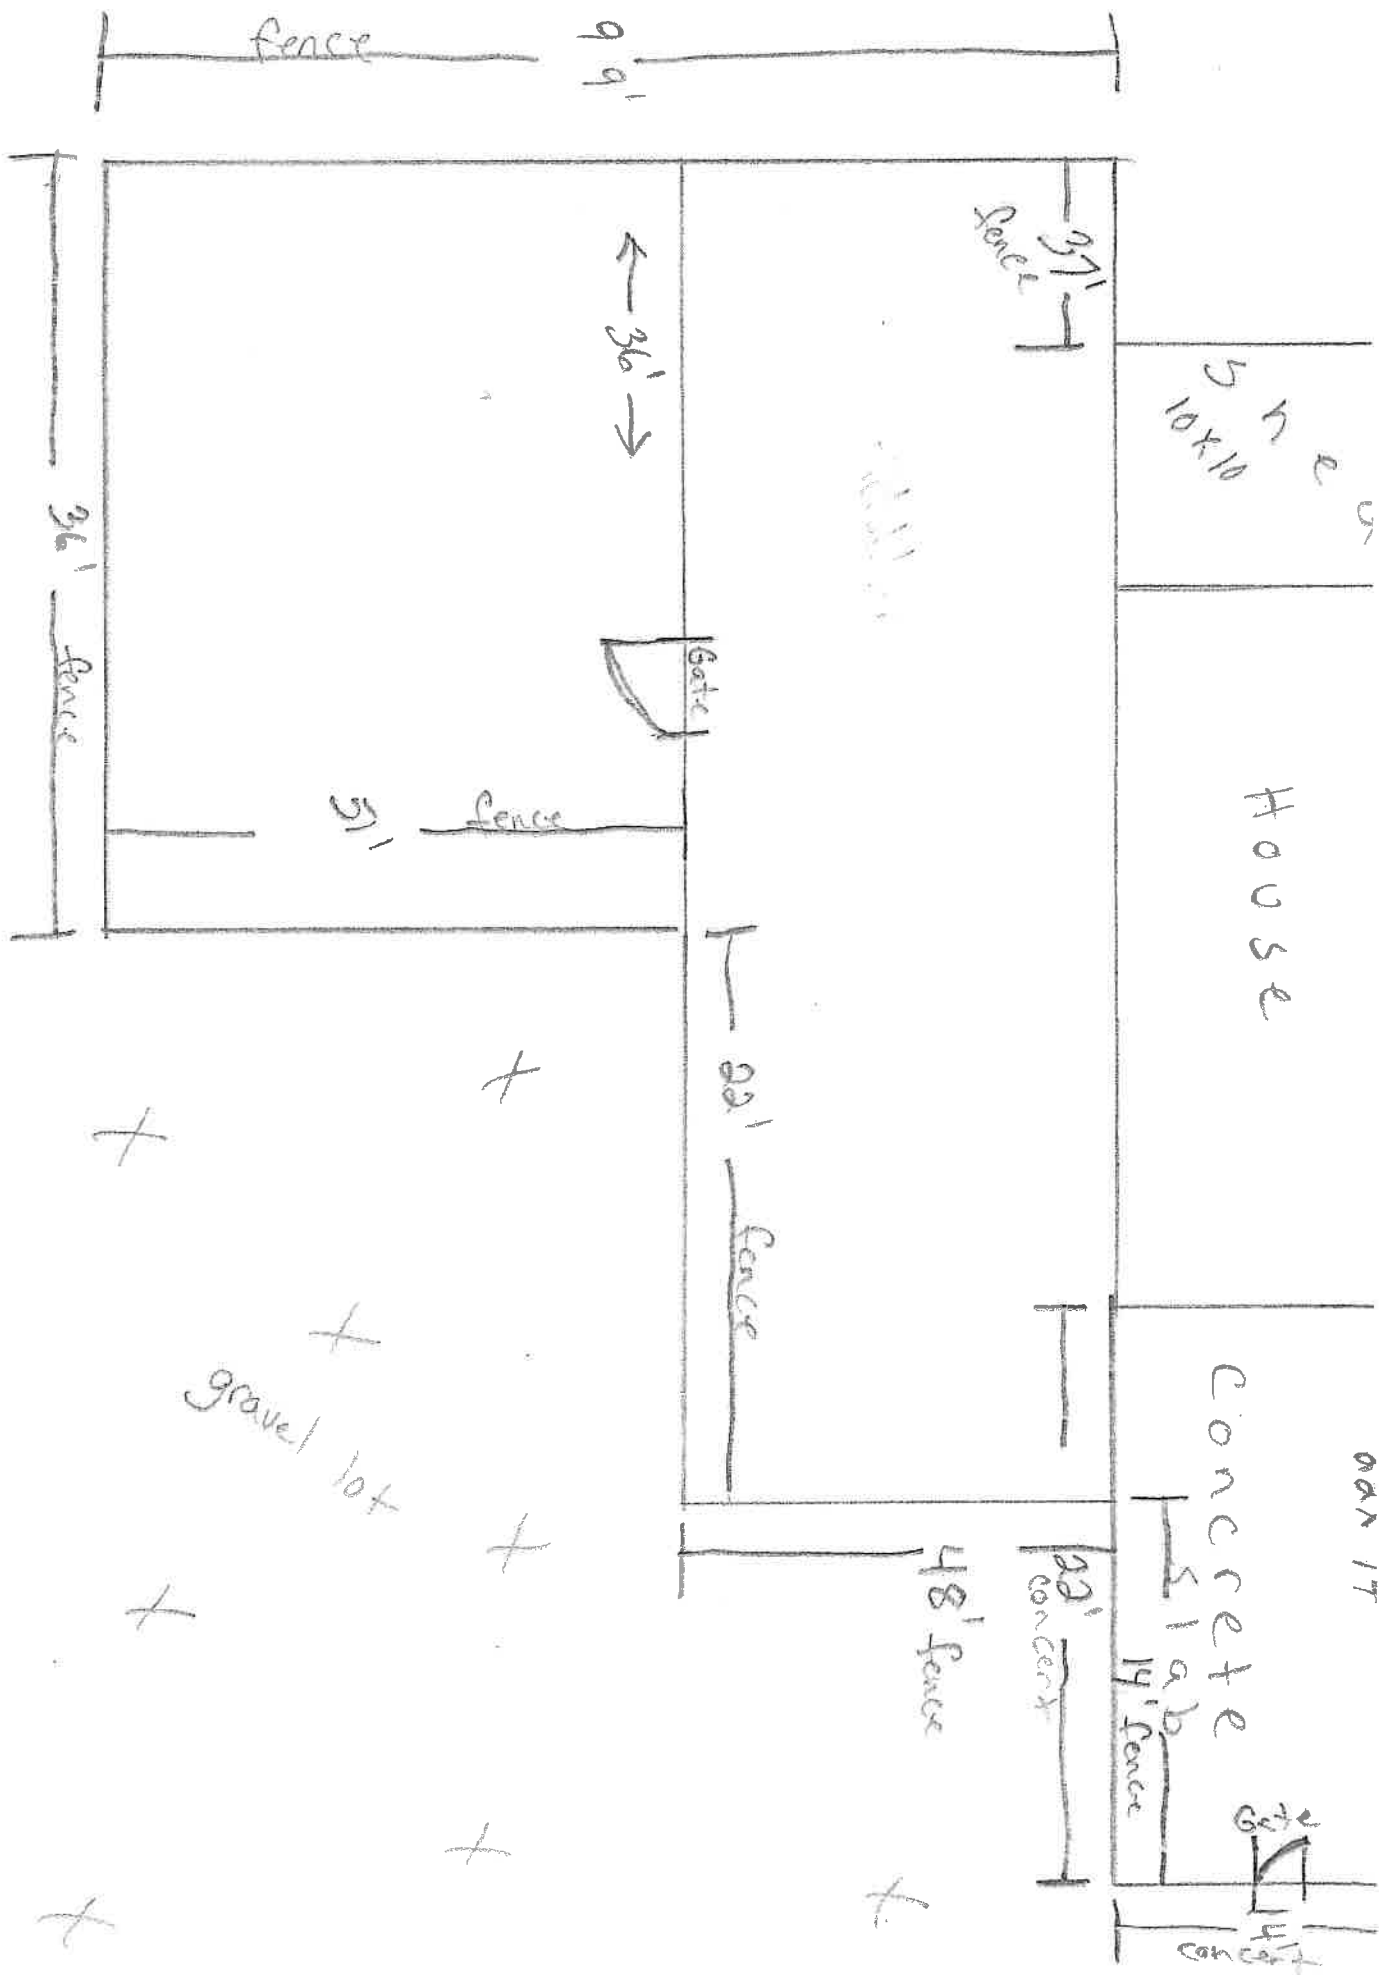 fence
99'
37'
fence
Shed
10x10
←36'→
36'
fence
Gate
51'
fence
House
22'
fence
gravel lot
Concrete
Slab
22'
concert
48' fence
14' fence
Gate
14'
concert